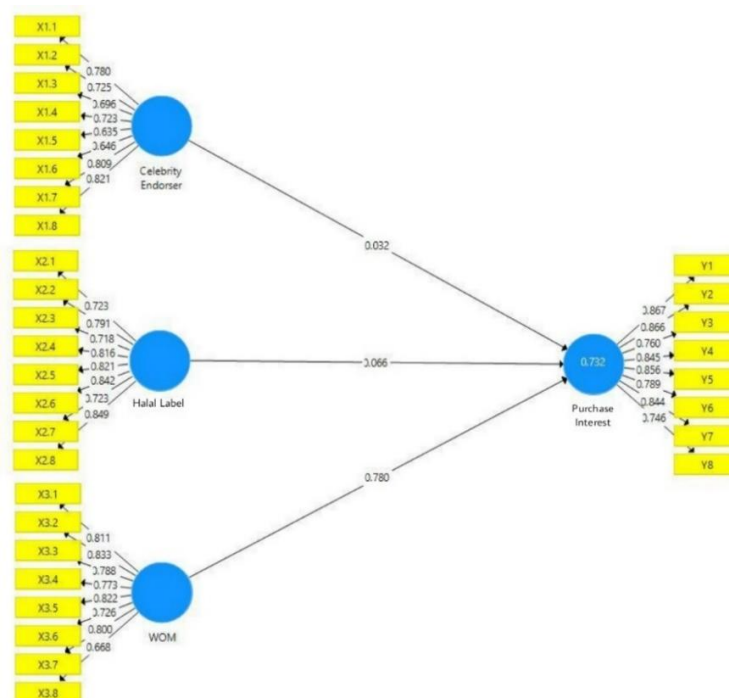 X1.1
X1.2
X1.3
X1.4
X1.5
X1.6
X1.7
X1.8
0.780
0.725
0.696
0.723
0.635
0.646
0.809
0.821
Celebrity
Endorser
0.032
X2.1
X2.2
X2.3
X2.4
X2.5
X2.6
X2.7
X2.8
0.723
0.791
0.718
0.816
0.821
0.842
0.723
0.849
Halal Label
0.066
X3.1
X3.2
X3.3
X3.4
X3.5
X3.6
X3.7
X3.8
0.811
0.833
0.788
0.773
0.822
0.726
0.800
0.668
WOM
0.780
0.732
Purchase
Interest
0.867
0.866
0.760
0.845
0.856
0.789
0.844
0.746
Y1
Y2
Y3
Y4
Y5
Y6
Y7
Y8